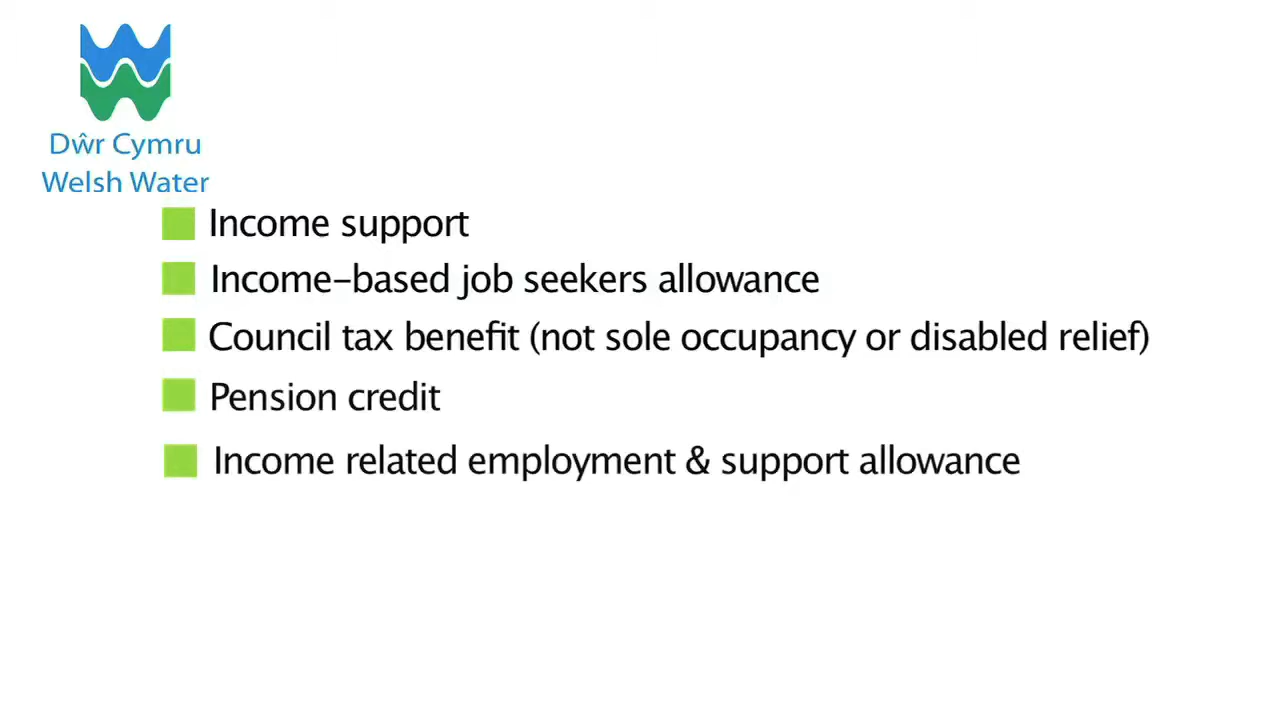 Dŵr Cymru
Welsh Water
Income support
Income-based job seekers allowance
Council tax benefit (not sole occupancy or disabled relief)
Pension credit
Income related employment & support allowance